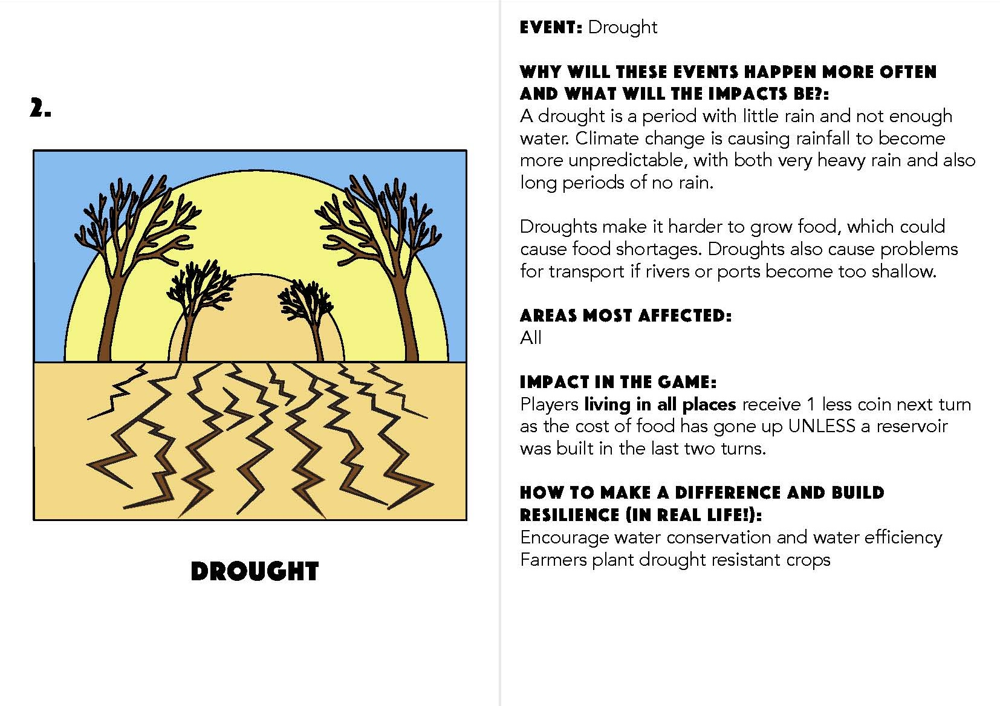 2.
DROUGHT
EVENT: Drought
WHY WILL THESE EVENTS HAPPEN MORE OFTEN
AND WHAT WILL THE IMPACTS BE?:
A drought is a period with little rain and not enough
water. Climate change is causing rainfall to become
more unpredictable, with both very heavy rain and also
long periods of no rain.
Droughts make it harder to grow food, which could
cause food shortages. Droughts also cause problems
for transport if rivers or ports become too shallow.
AREAS MOST AFFECTED:
All
IMPACT IN THE GAME:
Players living in all places receive 1 less coin next turn
as the cost of food has gone up UNLESS a reservoir
was built in the last two turns.
HOW TO MAKE A DIFFERENCE AND BUILD
RESILIENCE (IN REAL LIFE!):
Encourage water conservation and water efficiency
Farmers plant drought resistant crops